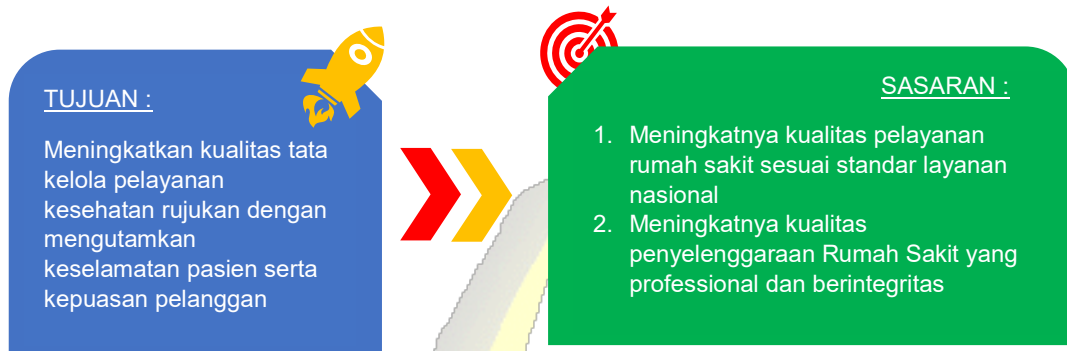 TUJUAN :
Meningkatkan kualitas tata
kelola pelayanan
kesehatan rujukan dengan
mengutamkan
keselamatan pasien serta
kepuasan pelanggan
SASARAN :
1. Meningkatnya kualitas pelayanan
rumah sakit sesuai standar layanan
nasional
2. Meningkatnya kualitas
penyelenggaraan Rumah Sakit yang
professional dan berintegritas